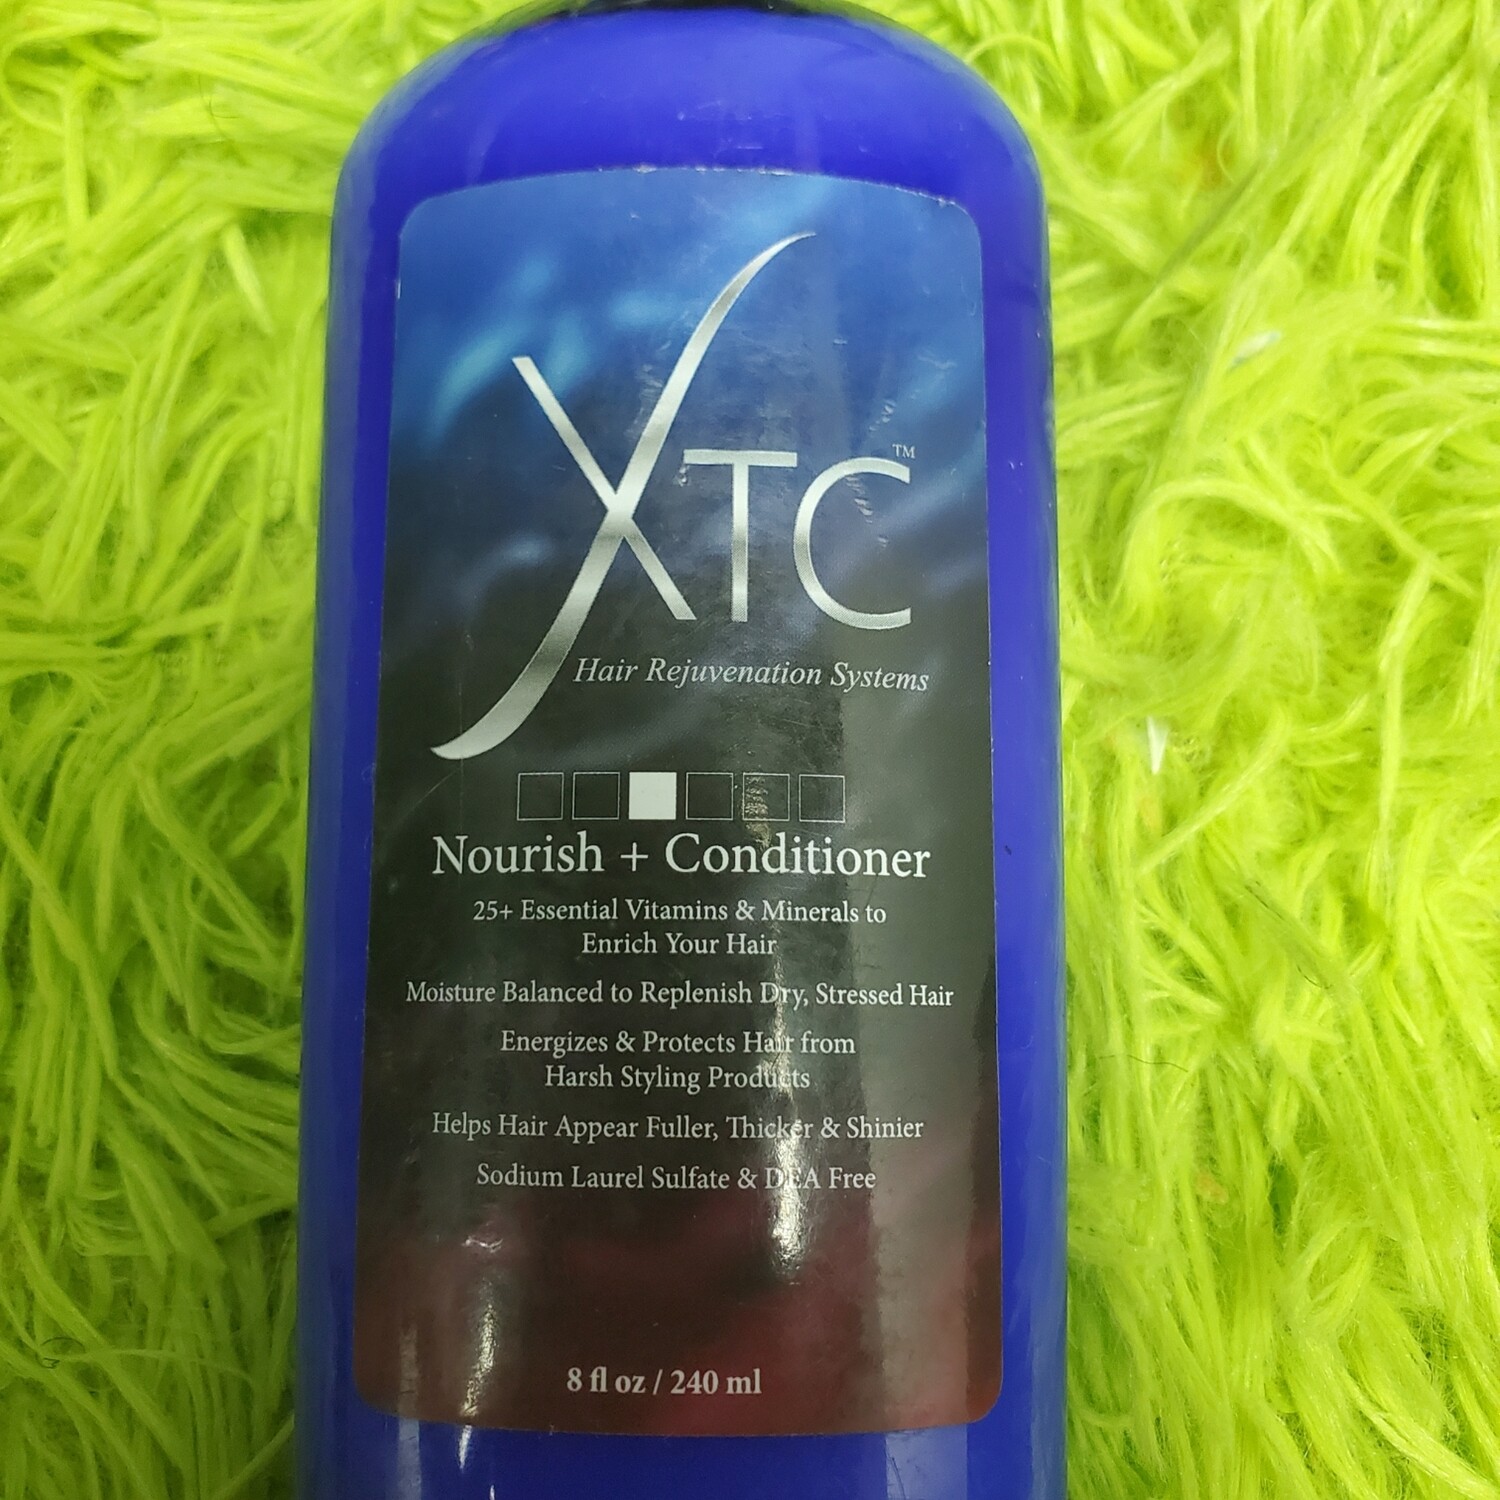 XTC™
Hair Rejuvenation Systems
Nourish + Conditioner
25+ Essential Vitamins & Minerals to
Enrich Your Hair
Moisture Balanced to Replenish Dry, Stressed Hair
Energizes & Protects Hair from
Harsh Styling Products
Helps Hair Appear Fuller, Thicker & Shinier
Sodium Laurel Sulfate & DEA Free
8 fl oz / 240 ml